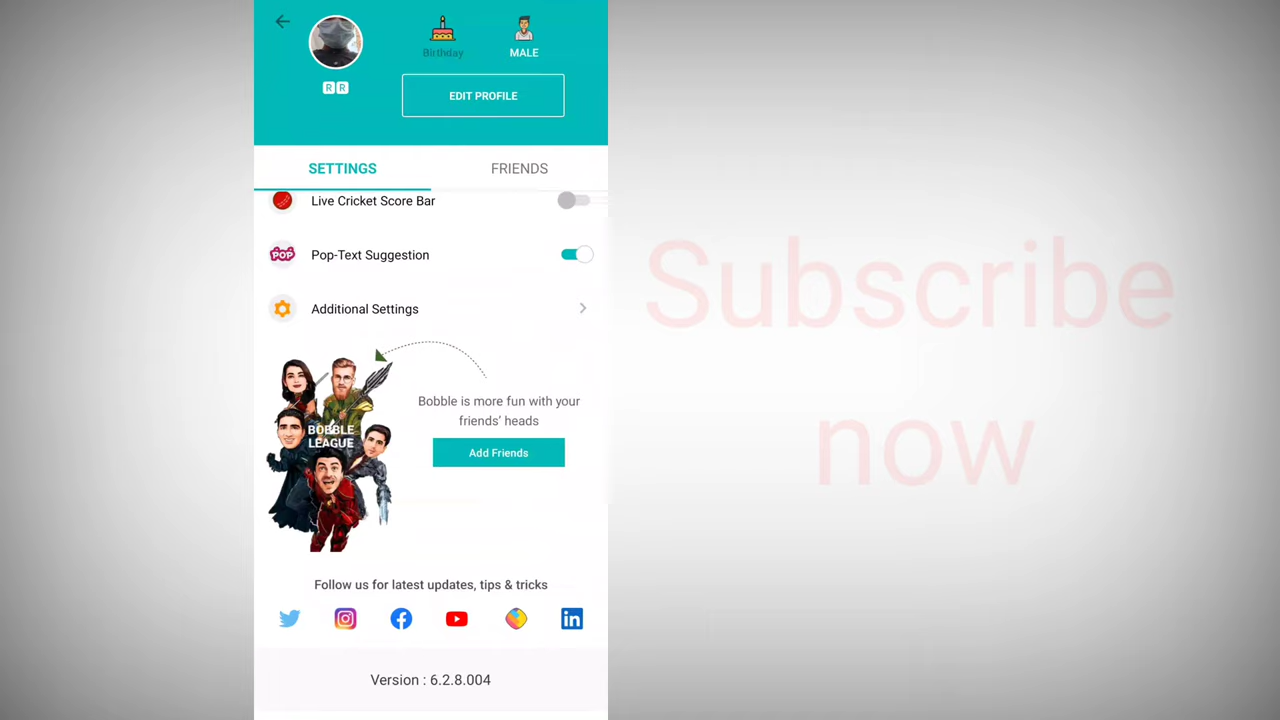 Birthday
MALE
RR
EDIT PROFILE
SETTINGS
FRIENDS
Live Cricket Score Bar
POP
Pop-Text Suggestion
Additional Settings
Bobble is more fun with your
friends' heads
BOBBLE
LEAGUE
Add Friends
Follow us for latest updates, tips & tricks
in
Version : 6.2.8.004
Subscribe
now